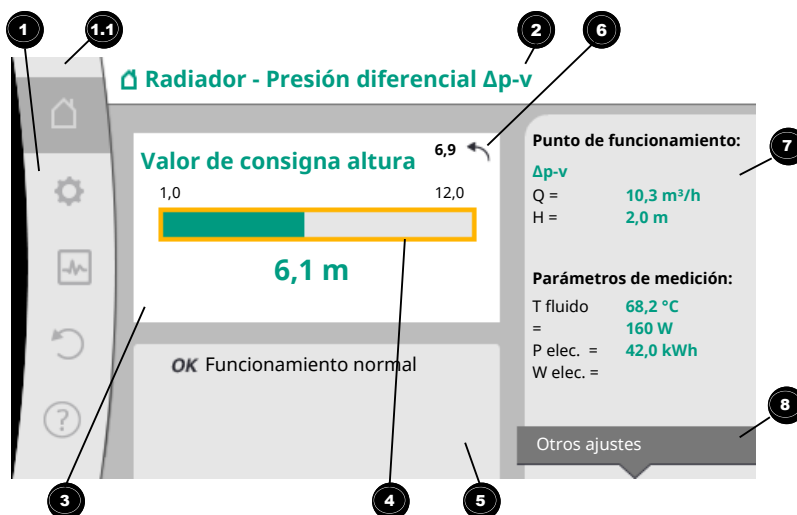 1
1.1
2
6
Radiador - Presión diferencial Δp-v
Valor de consigna altura
6,9
1,0
12,0
6,1 m
OK Funcionamiento normal
Punto de funcionamiento:
7
Δp-v
Q = 10,3 m³/h
H = 2,0 m
Parámetros de medición:
T fluido 68,2 °C
= 160 W
P elec. = 42,0 kWh
W elec. =
8
Otros ajustes
?
3
4
5